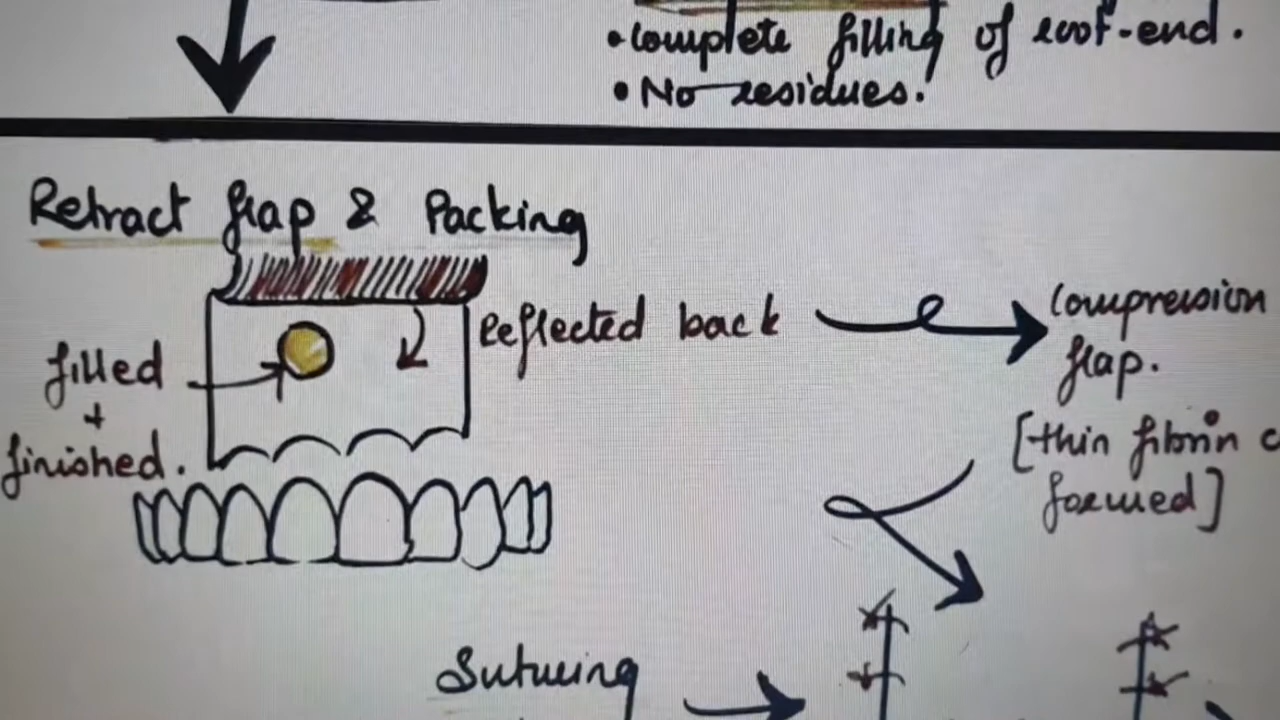 •Complete filling of root-end.
•No residues.
Retract flap & Packing
Reflected back
Compression
flap.
filled
+
finished.
[thin fibrin
formed]
Suturing